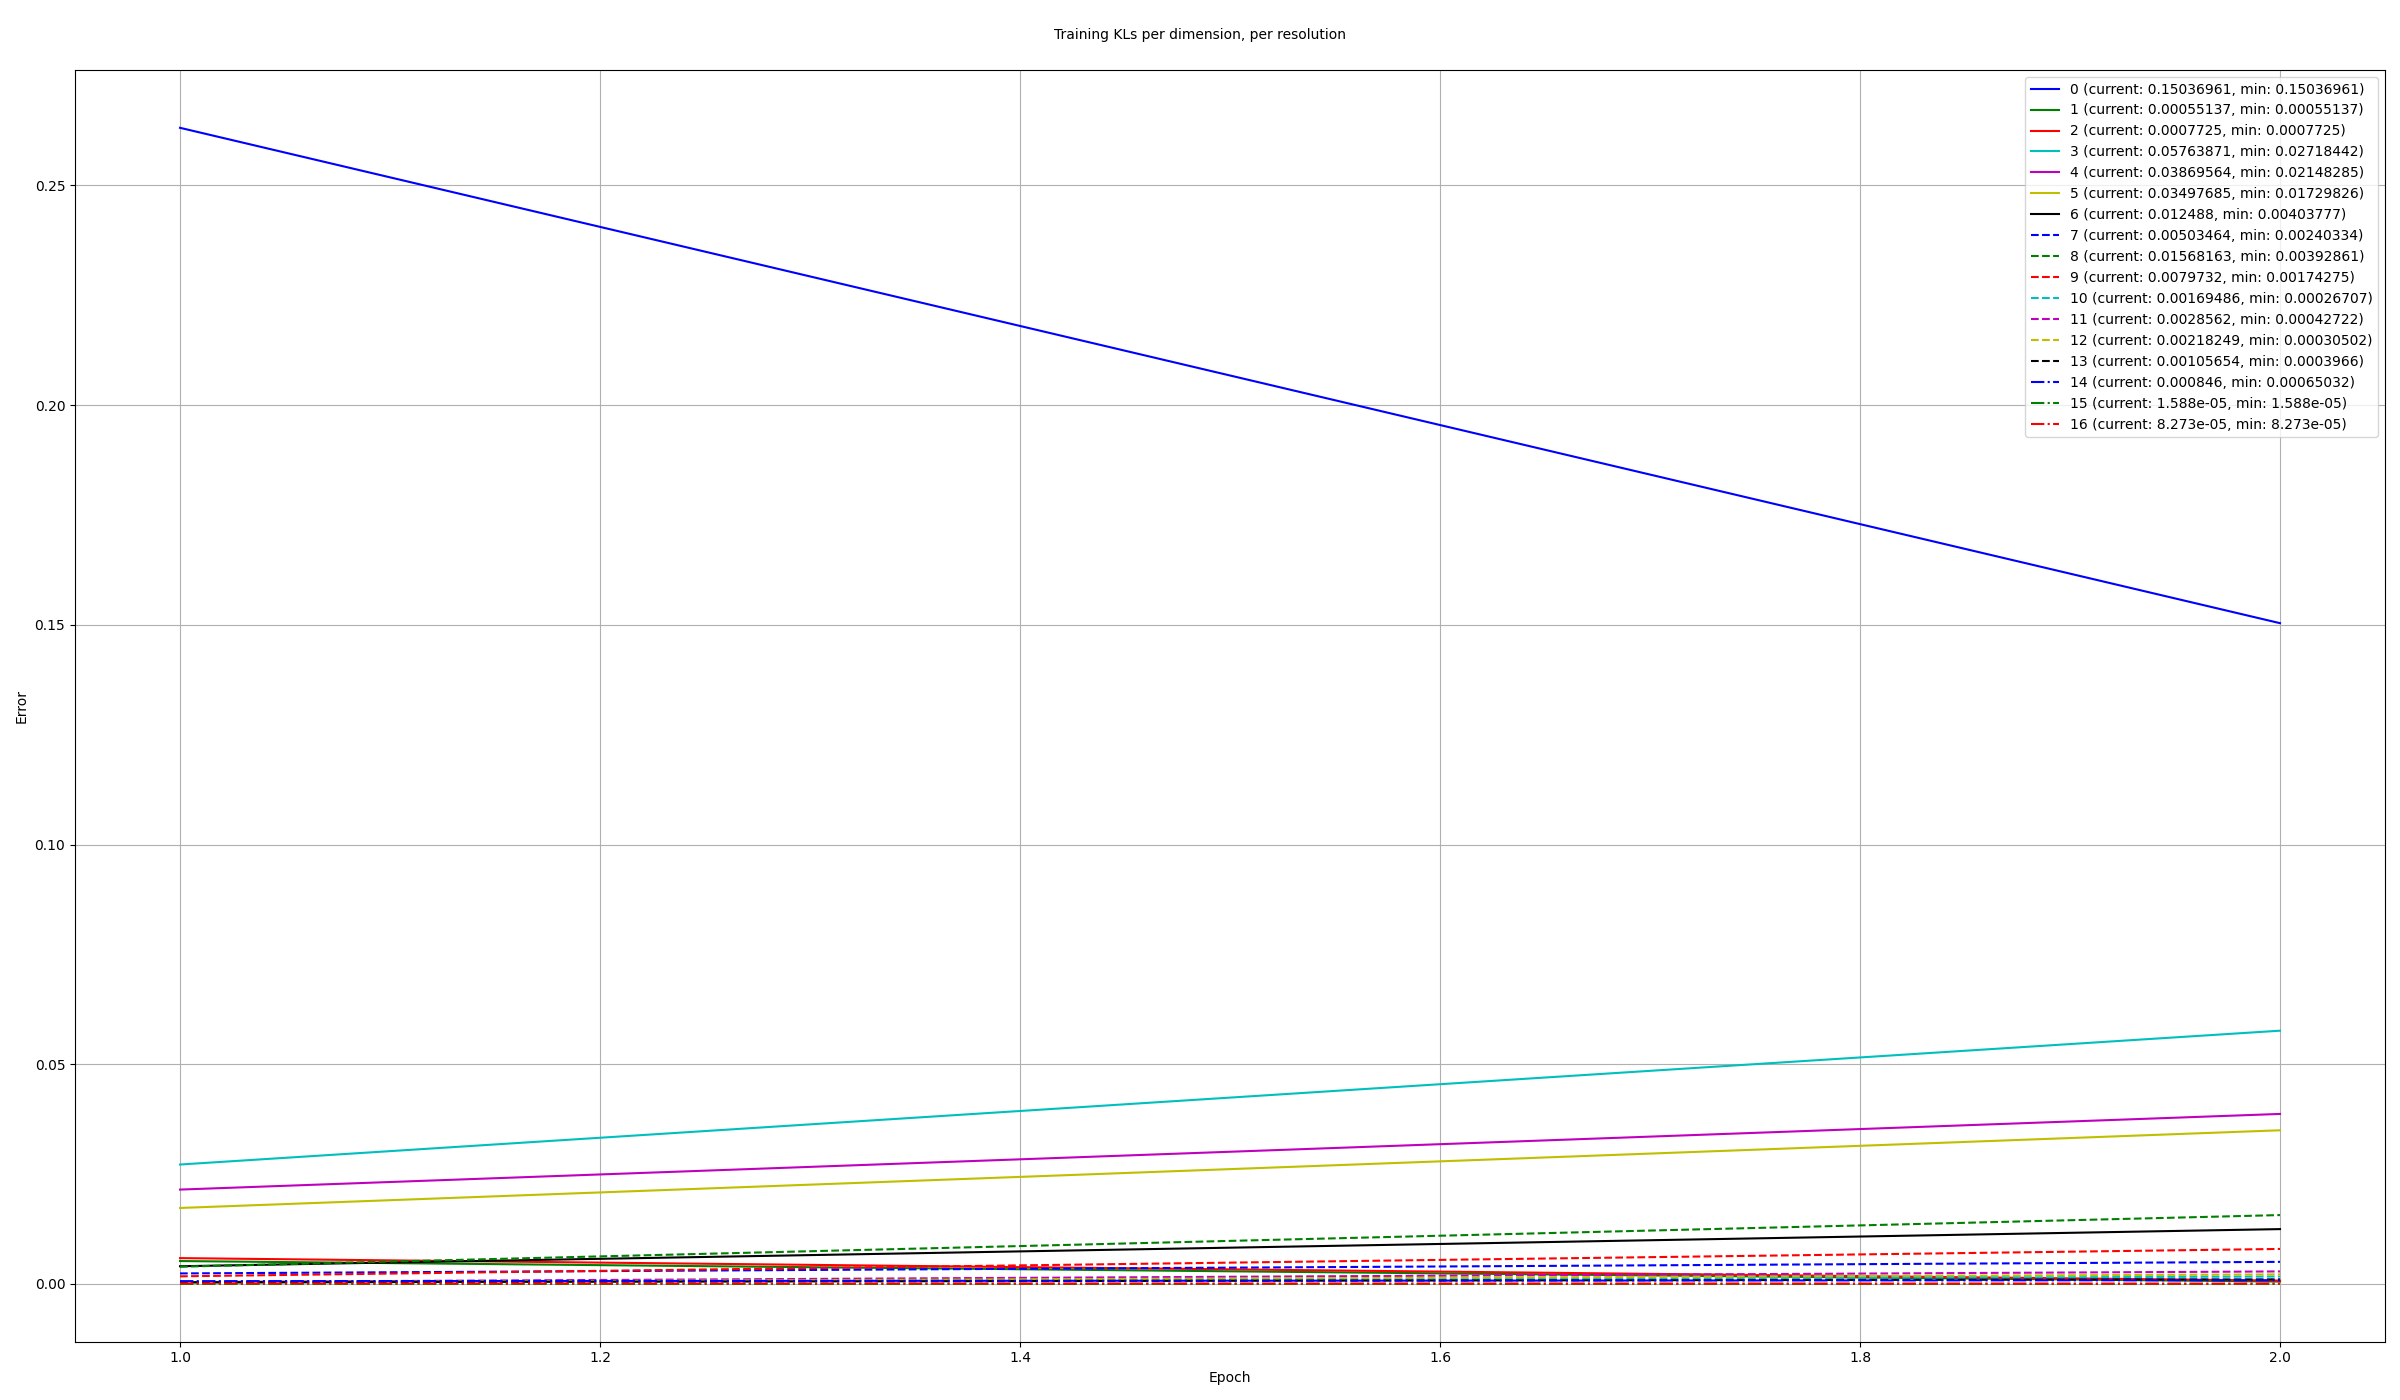 Training KLs per dimension, per resolution
0 (current: 0.15036961, min: 0.15036961)
1 (current: 0.00055137, min: 0.00055137)
2 (current: 0.0007725, min: 0.0007725)
3 (current: 0.05763871, min: 0.02718442)
4 (current: 0.03869564, min: 0.02148285)
5 (current: 0.03497685, min: 0.01729826)
6 (current: 0.012488, min: 0.00403777)
7 (current: 0.00503464, min: 0.00240334)
8 (current: 0.01568163, min: 0.00392861)
9 (current: 0.0079732, min: 0.00174275)
10 (current: 0.00169486, min: 0.00026707)
11 (current: 0.0028562, min: 0.00042722)
12 (current: 0.00218249, min: 0.00030502)
13 (current: 0.00105654, min: 0.0003966)
14 (current: 0.000846, min: 0.00065032)
15 (current: 1.588e-05, min: 1.588e-05)
16 (current: 8.273e-05, min: 8.273e-05)
0.25
0.20
0.15
0.10
0.05
0.00
Error
1.0 1.2 1.4 1.6 1.8 2.0
Epoch